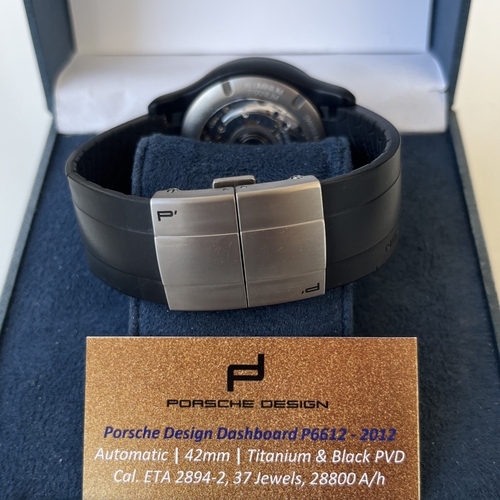 P'
P'
PORSCHE DESIGN
Porsche Design Dashboard P6612 - 2012
Automatic | 42mm | Titanium & Black PVD
Cal. ETA 2894-2, 37 Jewels, 28800 A/h